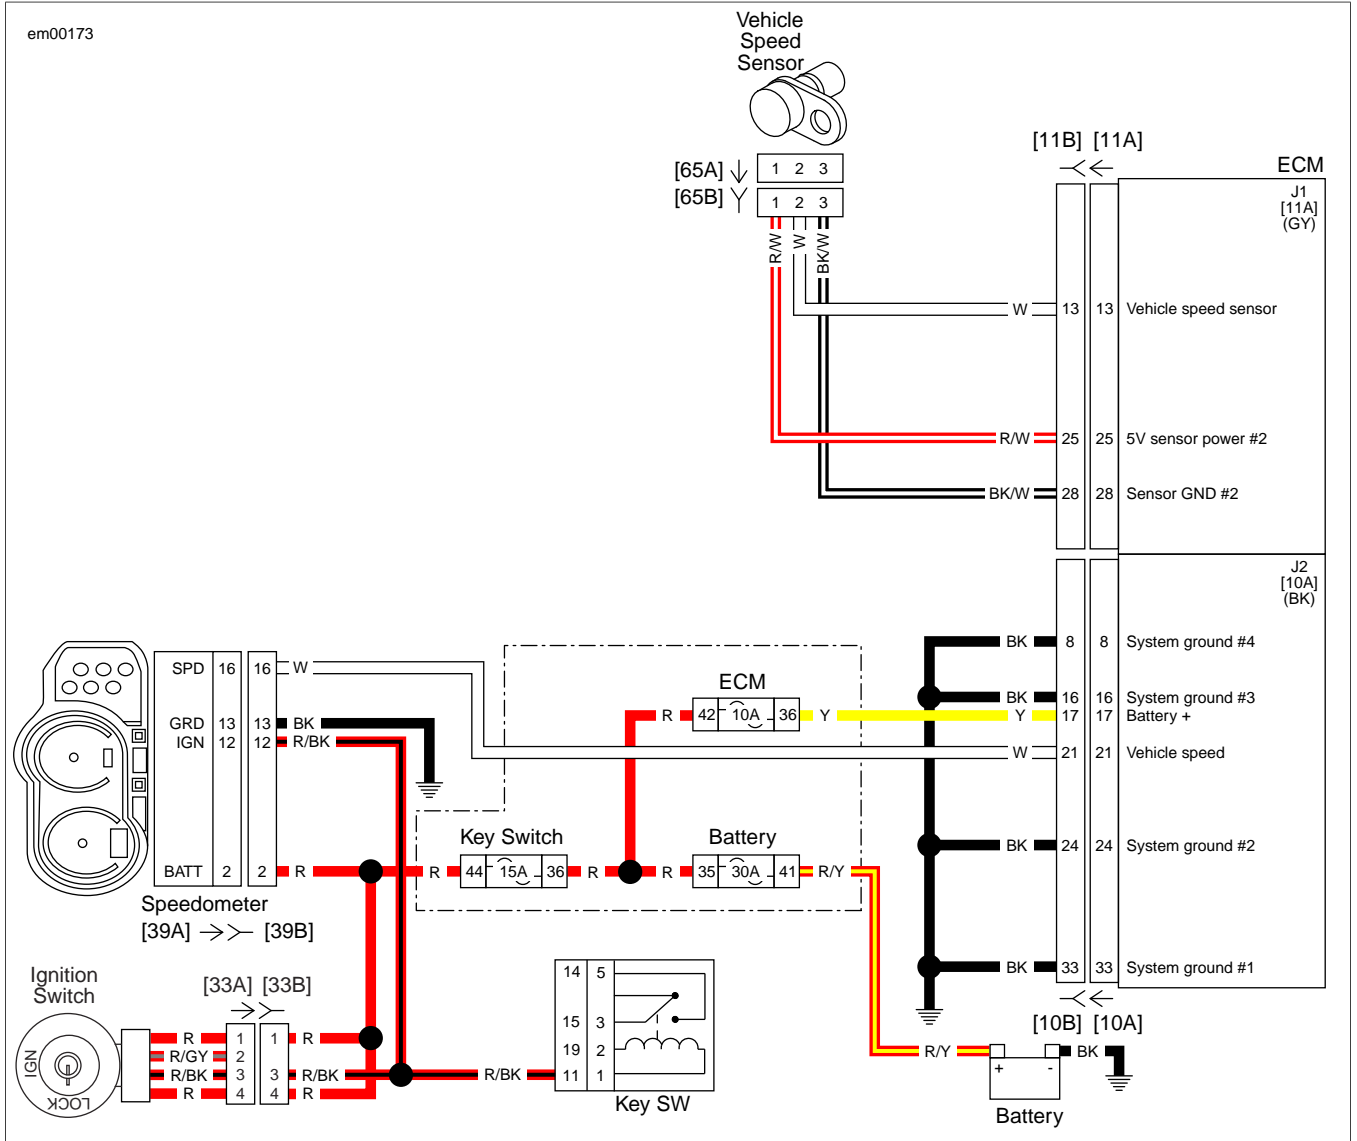 em00173
Vehicle
Speed
Sensor
[65A]
1 2 3
[65B]
1 2 3
R/W W BK/W
[11B] [11A]
ECM
J1
[11A]
(GY)
W 13 13 Vehicle speed sensor
R/W 25 25 5V sensor power #2
BK/W 28 28 Sensor GND #2
J2
[10A]
(BK)
BK 8 8 System ground #4
BK 16 16 System ground #3
Y 17 17 Battery +
W 21 21 Vehicle speed
BK 24 24 System ground #2
BK 33 33 System ground #1
[10B] [10A]
SPD 16 16 W
GRD 13 13 BK
IGN 12 12 R/BK
BATT 2 2 R
Speedometer
[39A] [39B]
ECM
R 42 10A 36 Y
Key Switch
R 44 15A 36 R
Battery
R 35 30A 41 R/Y
Ignition
Switch
[33A] [33B]
IGN
LOCK
R 1 1 R
R/GY 2
R/BK 3 3 R/BK
R 4 4 R
R/BK
14 5
15 3
19 2
11 1
Key SW
R/Y
+ -
BK
Battery